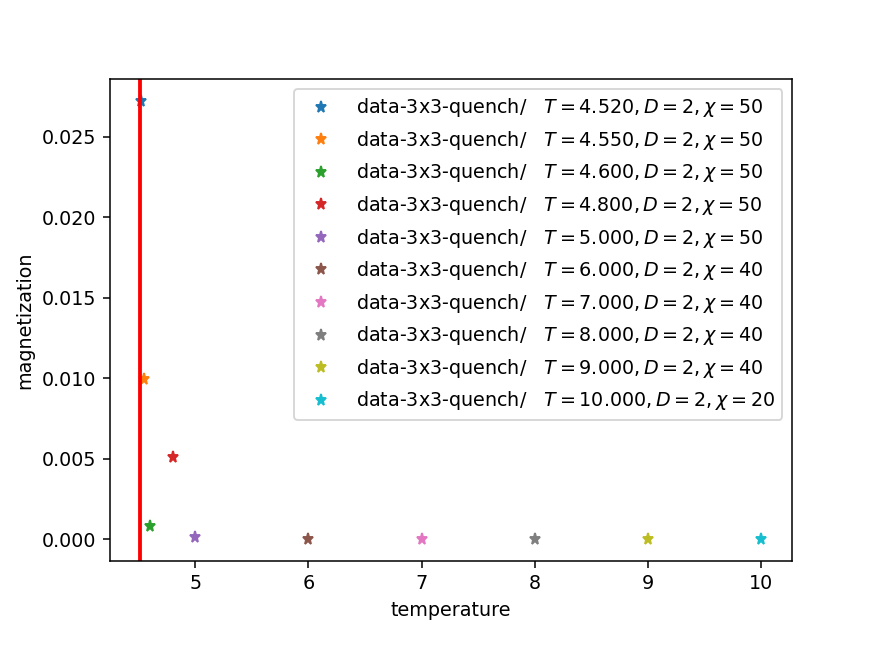 data-3x3-quench/ T = 4.520, D = 2, χ = 50
data-3x3-quench/ T = 4.550, D = 2, χ = 50
data-3x3-quench/ T = 4.600, D = 2, χ = 50
data-3x3-quench/ T = 4.800, D = 2, χ = 50
data-3x3-quench/ T = 5.000, D = 2, χ = 50
data-3x3-quench/ T = 6.000, D = 2, χ = 40
data-3x3-quench/ T = 7.000, D = 2, χ = 40
data-3x3-quench/ T = 8.000, D = 2, χ = 40
data-3x3-quench/ T = 9.000, D = 2, χ = 40
data-3x3-quench/ T = 10.000, D = 2, χ = 20
magnetization
0.025
0.020
0.015
0.010
0.005
0.000
5 6 7 8 9 10
temperature